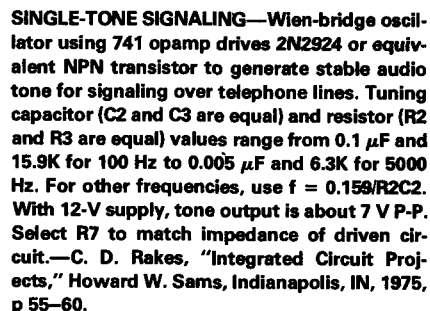 SINGLE-TONE SIGNALING—Wien-bridge oscil-
lator using 741 opamp drives 2N2924 or equiv-
alent NPN transistor to generate stable audio
tone for signaling over telephone lines. Tuning
capacitor (C2 and C3 are equal) and resistor (R2
and R3 are equal) values range from 0.1 μF and
15.9K for 100 Hz to 0.005 μF and 6.3K for 5000
Hz. For other frequencies, use f = 0.159/R2C2.
With 12-V supply, tone output is about 7 V P-P.
Select R7 to match impedance of driven cir-
cuit.—C. D. Rakes, "Integrated Circuit Proj-
ects," Howard W. Sams, Indianapolis, IN, 1975,
p 55–60.